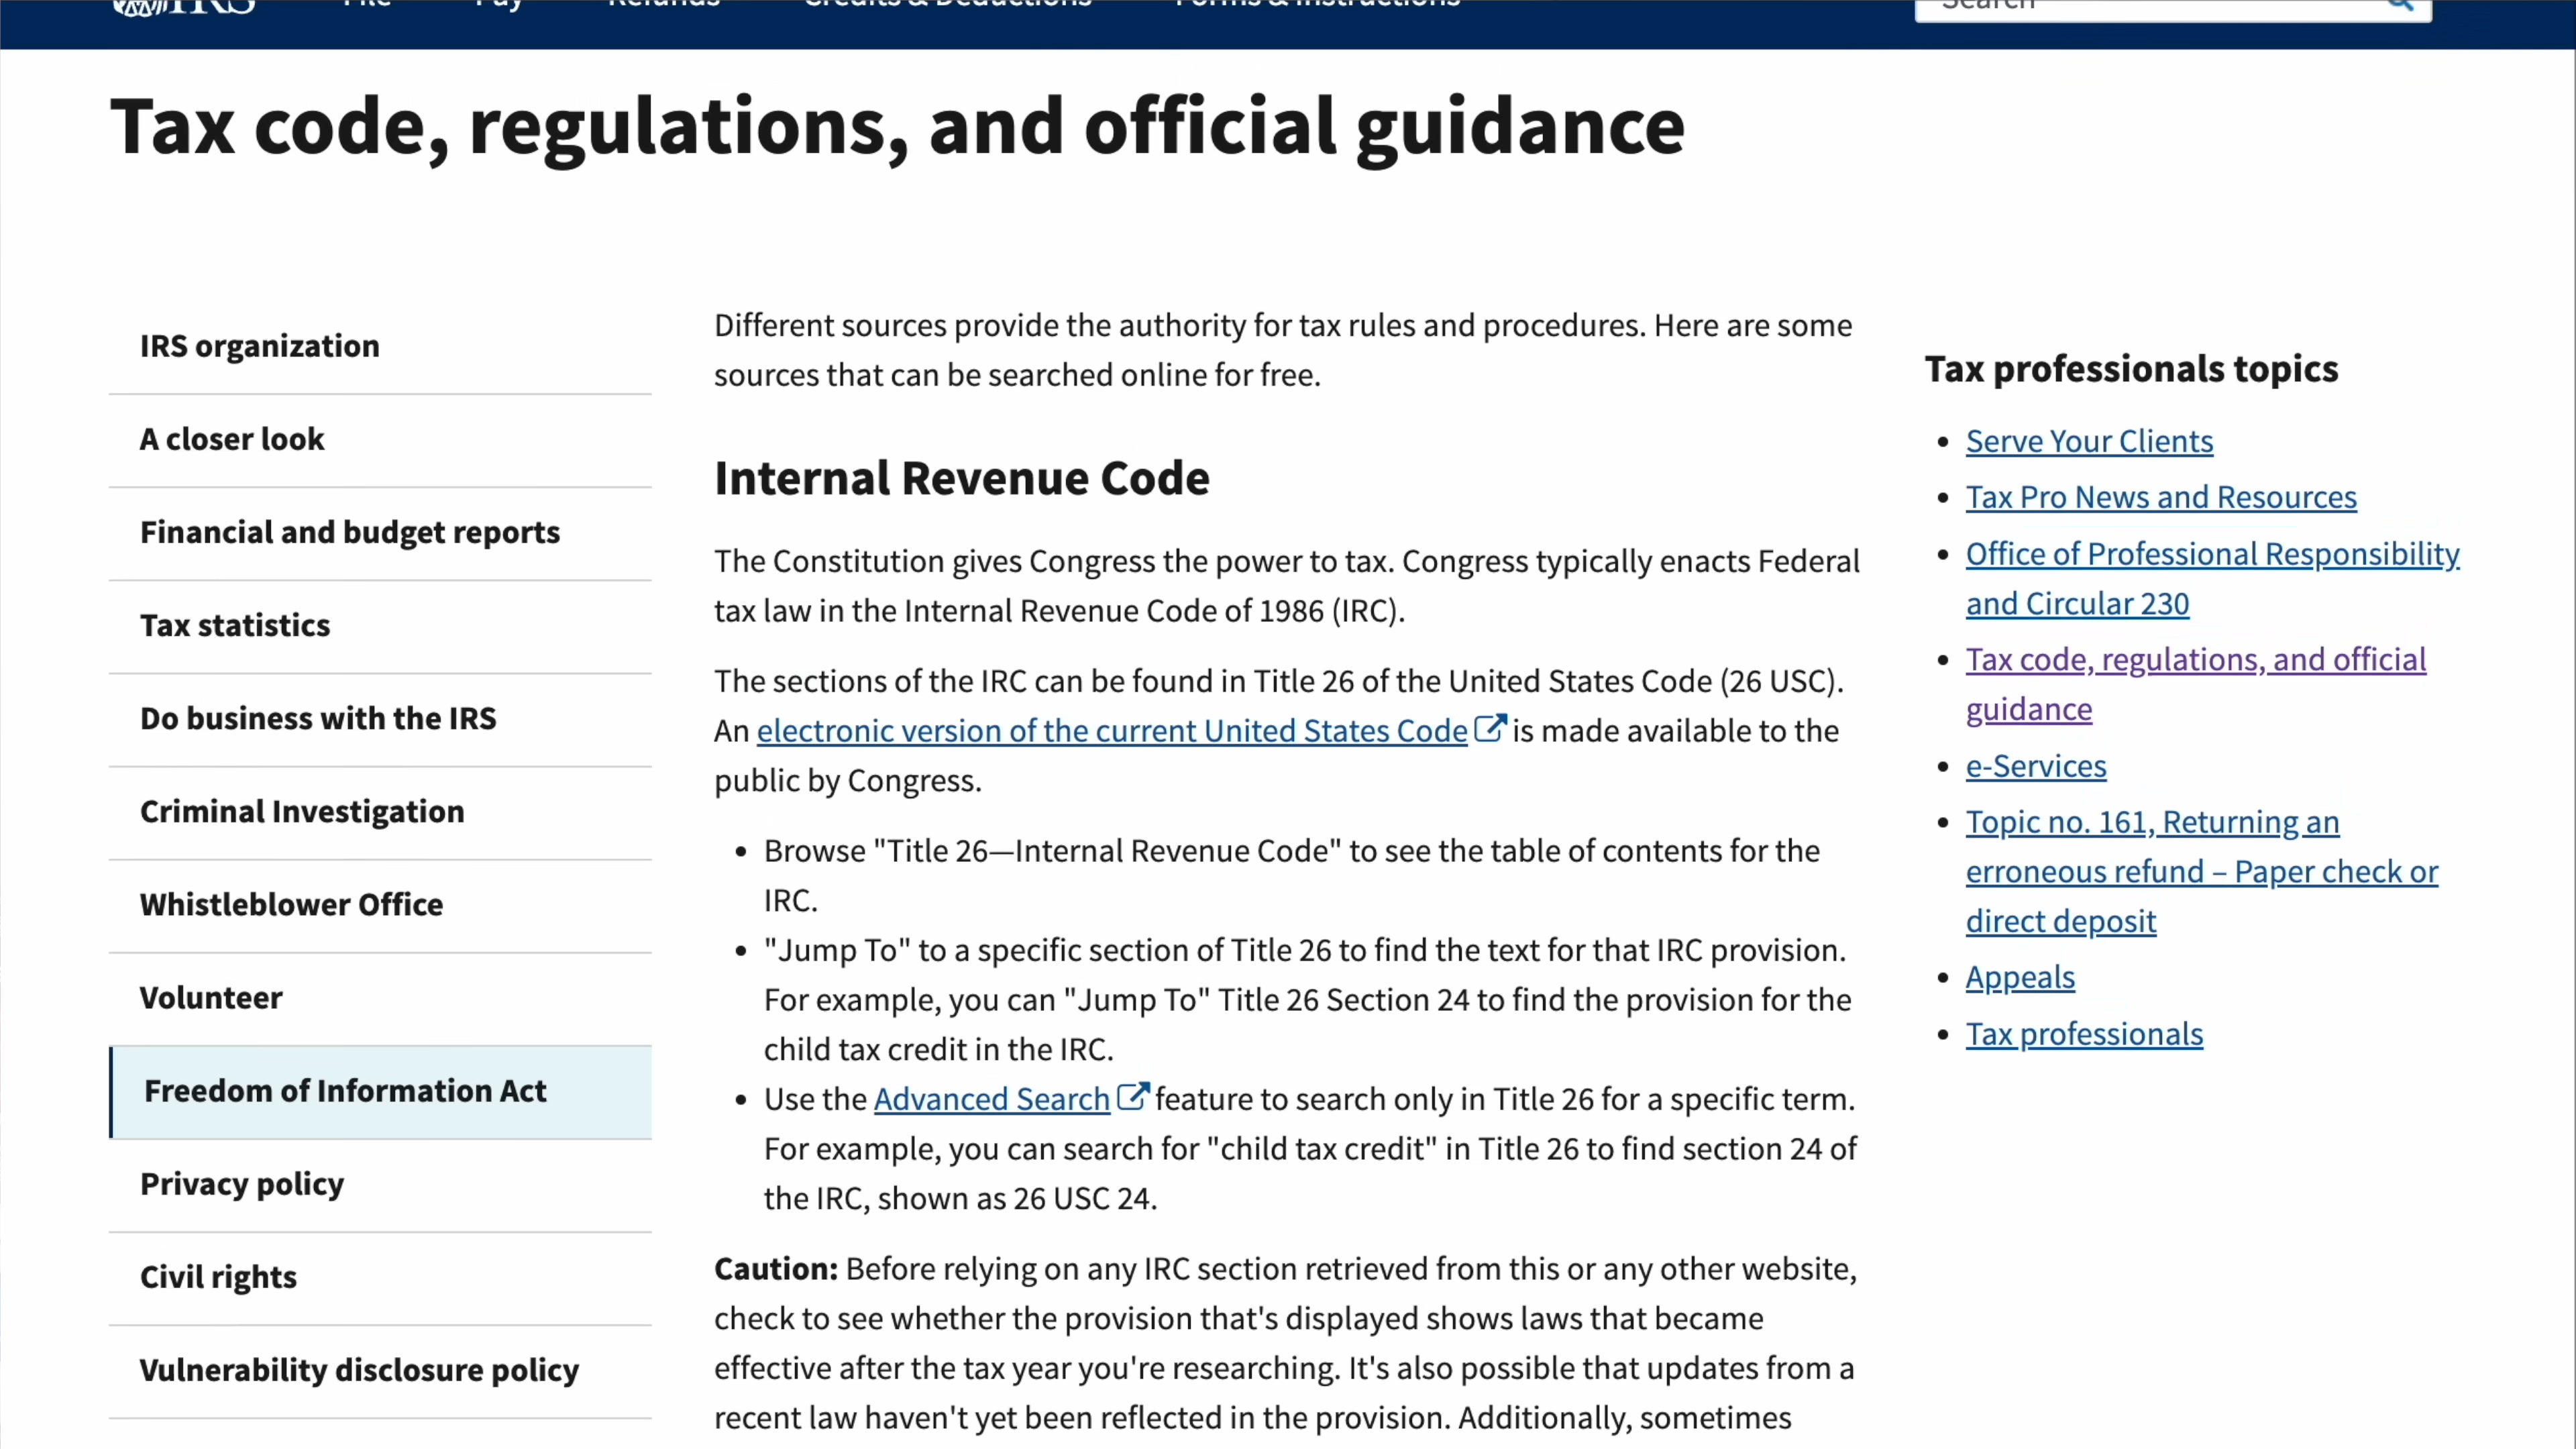 IRS File Pay Refunds Credits & Deductions Forms & Instructions Search
Tax code, regulations, and official guidance
IRS organization
A closer look
Financial and budget reports
Tax statistics
Do business with the IRS
Criminal Investigation
Whistleblower Office
Volunteer
Freedom of Information Act
Privacy policy
Civil rights
Vulnerability disclosure policy
Different sources provide the authority for tax rules and procedures. Here are some
sources that can be searched online for free.
Internal Revenue Code
The Constitution gives Congress the power to tax. Congress typically enacts Federal
tax law in the Internal Revenue Code of 1986 (IRC).
The sections of the IRC can be found in Title 26 of the United States Code (26 USC).
An electronic version of the current United States Code is made available to the
public by Congress.
• Browse "Title 26—Internal Revenue Code" to see the table of contents for the
IRC.
• "Jump To" to a specific section of Title 26 to find the text for that IRC provision.
For example, you can "Jump To" Title 26 Section 24 to find the provision for the
child tax credit in the IRC.
• Use the Advanced Search feature to search only in Title 26 for a specific term.
For example, you can search for "child tax credit" in Title 26 to find section 24 of
the IRC, shown as 26 USC 24.
Caution: Before relying on any IRC section retrieved from this or any other website,
check to see whether the provision that's displayed shows laws that became
effective after the tax year you're researching. It's also possible that updates from a
recent law haven't yet been reflected in the provision. Additionally, sometimes
Tax professionals topics
• Serve Your Clients
• Tax Pro News and Resources
• Office of Professional Responsibility
and Circular 230
• Tax code, regulations, and official
guidance
• e-Services
• Topic no. 161, Returning an
erroneous refund – Paper check or
direct deposit
• Appeals
• Tax professionals